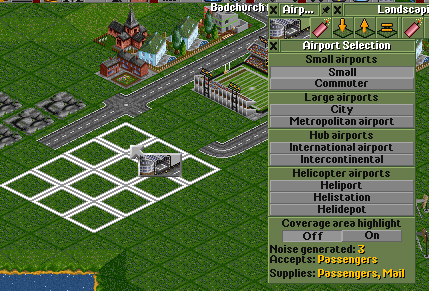 Badchorch
Airp...
Landscapi
Airport Selection
Small airports
Small
Commuter
Large airports
City
Metropolitan airport
Hub airports
International airport
Intercontinental
Helicopter airports
Heliport
Helistation
Helidepot
Coverage area highlight
Off On
Noise generated: 3
Accepts: Passengers
Supplies: Passengers, Mail